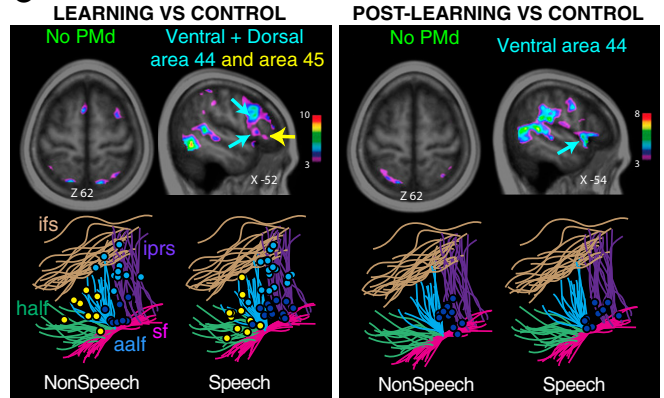 LEARNING VS CONTROL
No PMd
Ventral + Dorsal
area 44 and area 45
10
3
Z 62
X -52
ifs
iprs
half
sf
aalf
NonSpeech
Speech
POST-LEARNING VS CONTROL
No PMd
Ventral area 44
8
3
Z 62
X -54
NonSpeech
Speech